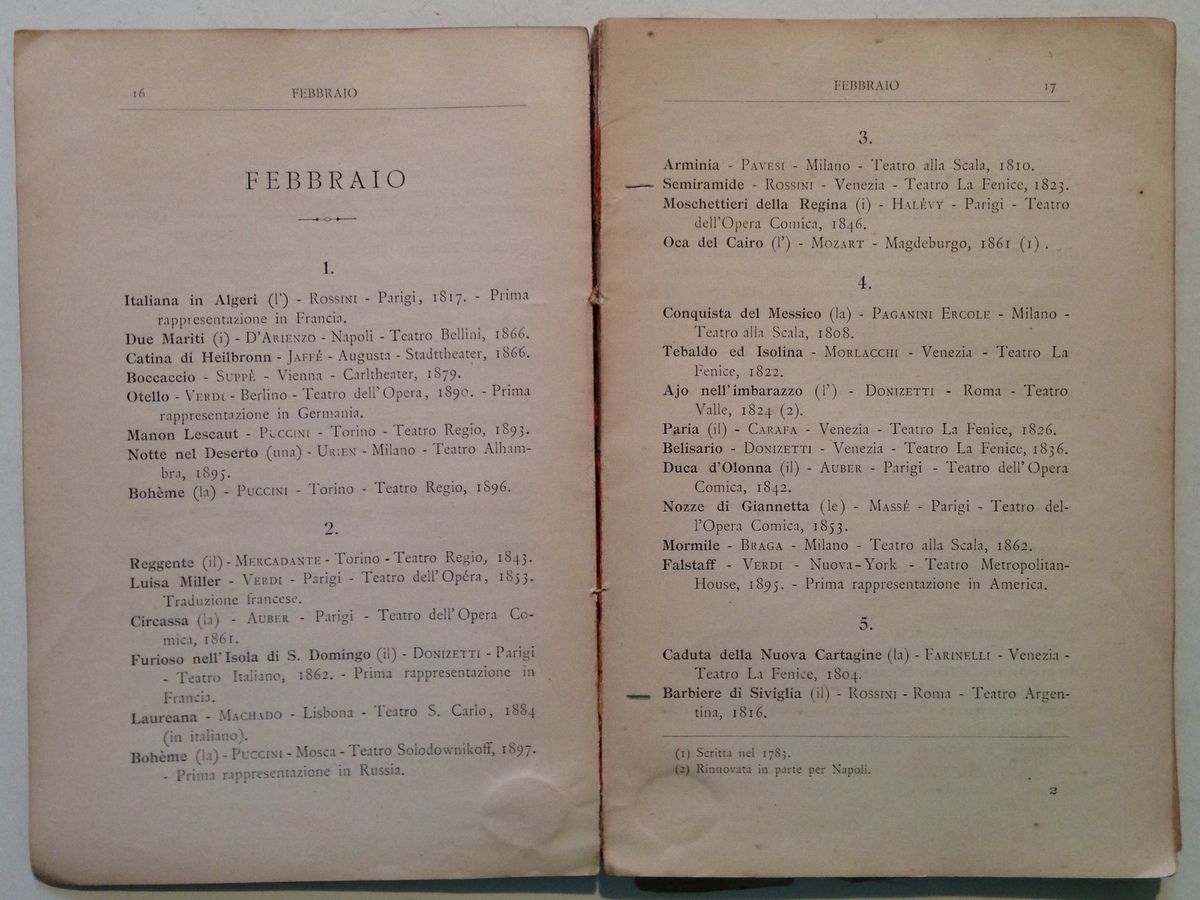 16 FEBBRAIO
FEBBRAIO
1.
Italiana in Algeri (l') - ROSSINI - Parigi, 1817. - Prima
rappresentazione in Francia.
Due Mariti (i) - D'ARIENZO - Napoli - Teatro Bellini, 1866.
Catina di Heilbronn - JAFFÉ - Augusta - Stadttheater, 1866.
Boccaccio - SUPPÈ - Vienna - Carltheater, 1879.
Otello - VERDI - Berlino - Teatro dell'Opera, 1890. - Prima
rappresentazione in Germania.
Manon Lescaut - PUCCINI - Torino - Teatro Regio, 1893.
Notte nel Deserto (una) - URIEN - Milano - Teatro Alham-
bra, 1895.
Bohème (la) - PUCCINI - Torino - Teatro Regio, 1896.
2.
Reggente (il) - MERCADANTE - Torino - Teatro Regio, 1843.
Luisa Miller - VERDI - Parigi - Teatro dell'Opéra, 1853.
Traduzione francese.
Circassa (la) - AUBER - Parigi - Teatro dell'Opera Co-
mica, 1861.
Furioso nell'Isola di S. Domingo (il) - DONIZETTI - Parigi
- Teatro Italiano, 1862. - Prima rappresentazione in
Francia.
Laureana - MACHADO - Lisbona - Teatro S. Carlo, 1884
(in italiano).
Bohème (la) - PUCCINI - Mosca - Teatro Solodownikoff, 1897.
- Prima rappresentazione in Russia.
FEBBRAIO 17
3.
Arminia - PAVESI - Milano - Teatro alla Scala, 1810.
Semiramide - ROSSINI - Venezia - Teatro La Fenice, 1823.
Moschettieri della Regina (i) - HALÉVY - Parigi - Teatro
dell'Opera Comica, 1846.
Oca del Cairo (l') - MOZART - Magdeburgo, 1861 (1).
4.
Conquista del Messico (la) - PAGANINI ERCOLE - Milano -
Teatro alla Scala, 1808.
Tebaldo ed Isolina - MORLACCHI - Venezia - Teatro La
Fenice, 1822.
Ajo nell'imbarazzo (l') - DONIZETTI - Roma - Teatro
Valle, 1824 (2).
Paria (il) - CARAFA - Venezia - Teatro La Fenice, 1826.
Belisario - DONIZETTI - Venezia - Teatro La Fenice, 1836.
Duca d'Olonna (il) - AUBER - Parigi - Teatro dell'Opera
Comica, 1842.
Nozze di Giannetta (le) - MASSÉ - Parigi - Teatro del-
l'Opera Comica, 1853.
Mormile - BRAGA - Milano - Teatro alla Scala, 1862.
Falstaff - VERDI - Nuova-York - Teatro Metropolitan-
House, 1895. - Prima rappresentazione in America.
5.
Caduta della Nuova Cartagine (la) - FARINELLI - Venezia -
Teatro La Fenice, 1804.
Barbiere di Siviglia (il) - ROSSINI - Roma - Teatro Argen-
tina, 1816.
(1) Scritta nel 1783.
(2) Rinnovata in parte per Napoli.
2